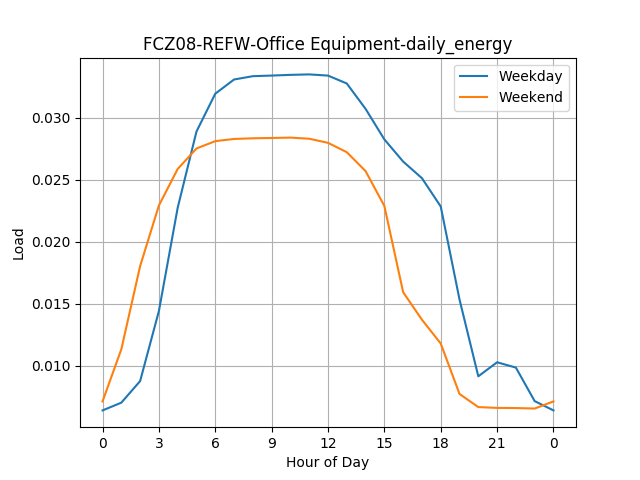 FCZ08-REFW-Office Equipment-daily_energy
Weekday
Weekend
0.030
0.025
0.020
0.015
0.010
Load
0 3 6 9 12 15 18 21 0
Hour of Day